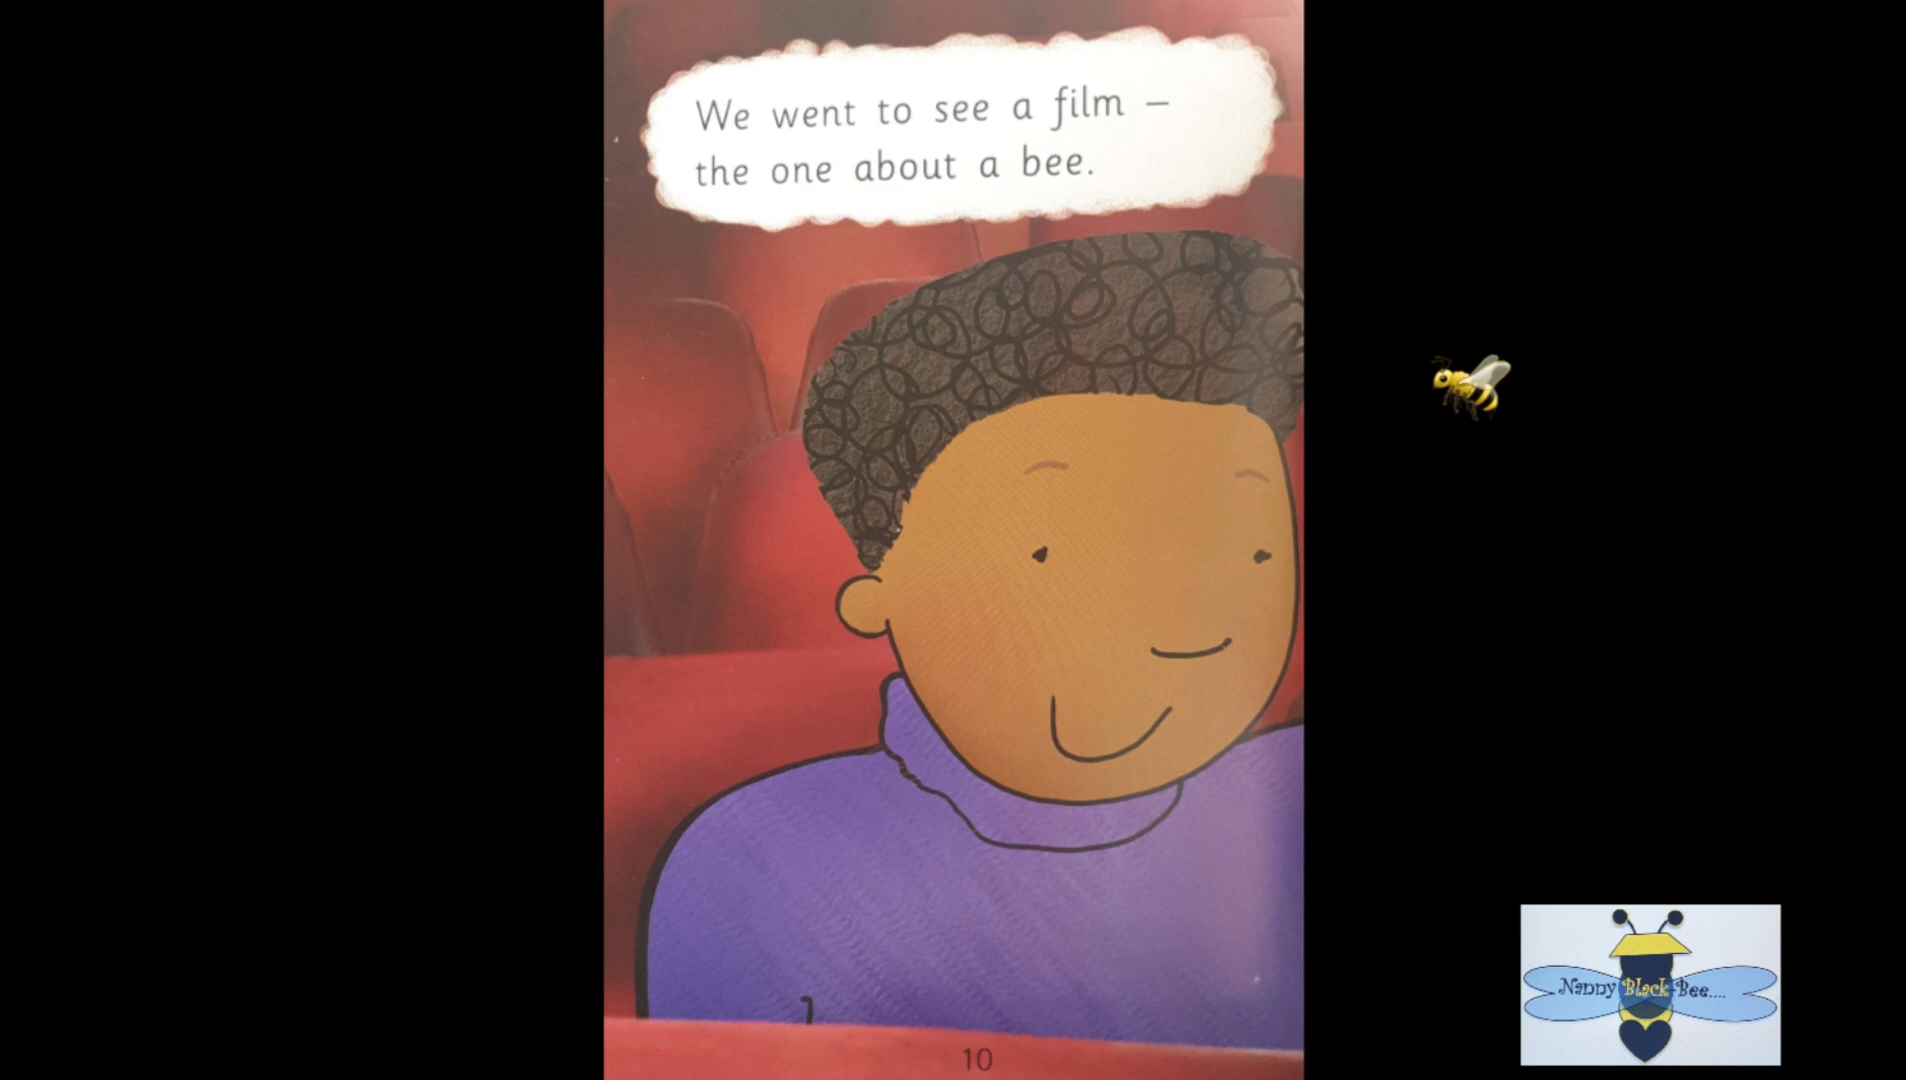 We went to see a film –
the one about a bee.
10
Nanny Black-Bee....